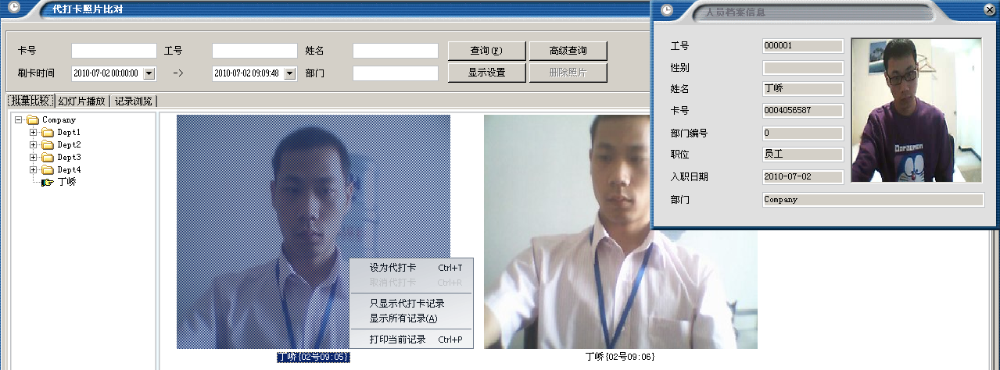 代打卡照片比对
人员档案信息
卡号 工号 姓名 查询(F) 高级查询
刷卡时间 2010-07-02 00:00:00 -> 2010-07-02 09:09:48 部门 显示设置 删除照片
批量比较 幻灯片播放 记录浏览
Company
Dept1
Dept2
Dept3
Dept4
丁峤
设为代打卡 Ctrl+T
取消代打卡 Ctrl+R
只显示代打卡记录
显示所有记录(A)
打印当前记录 Ctrl+P
丁峤{02号09:05}
丁峤{02号09:06}
工号 000001
性别
姓名 丁峤
卡号 0004056587
部门编号 0
职位 员工
入职日期 2010-07-02
部门 Company
Doraemon